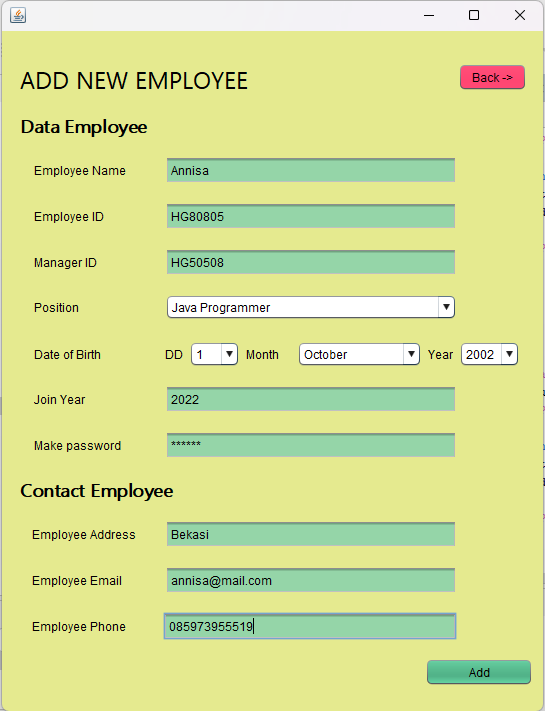 ADD NEW EMPLOYEE Back ->
Data Employee
Employee Name Annisa
Employee ID HG80805
Manager ID HG50508
Position Java Programmer
Date of Birth DD 1 Month October Year 2002
Join Year 2022
Make password ******
Contact Employee
Employee Address Bekasi
Employee Email annisa@mail.com
Employee Phone 085973955519
Add